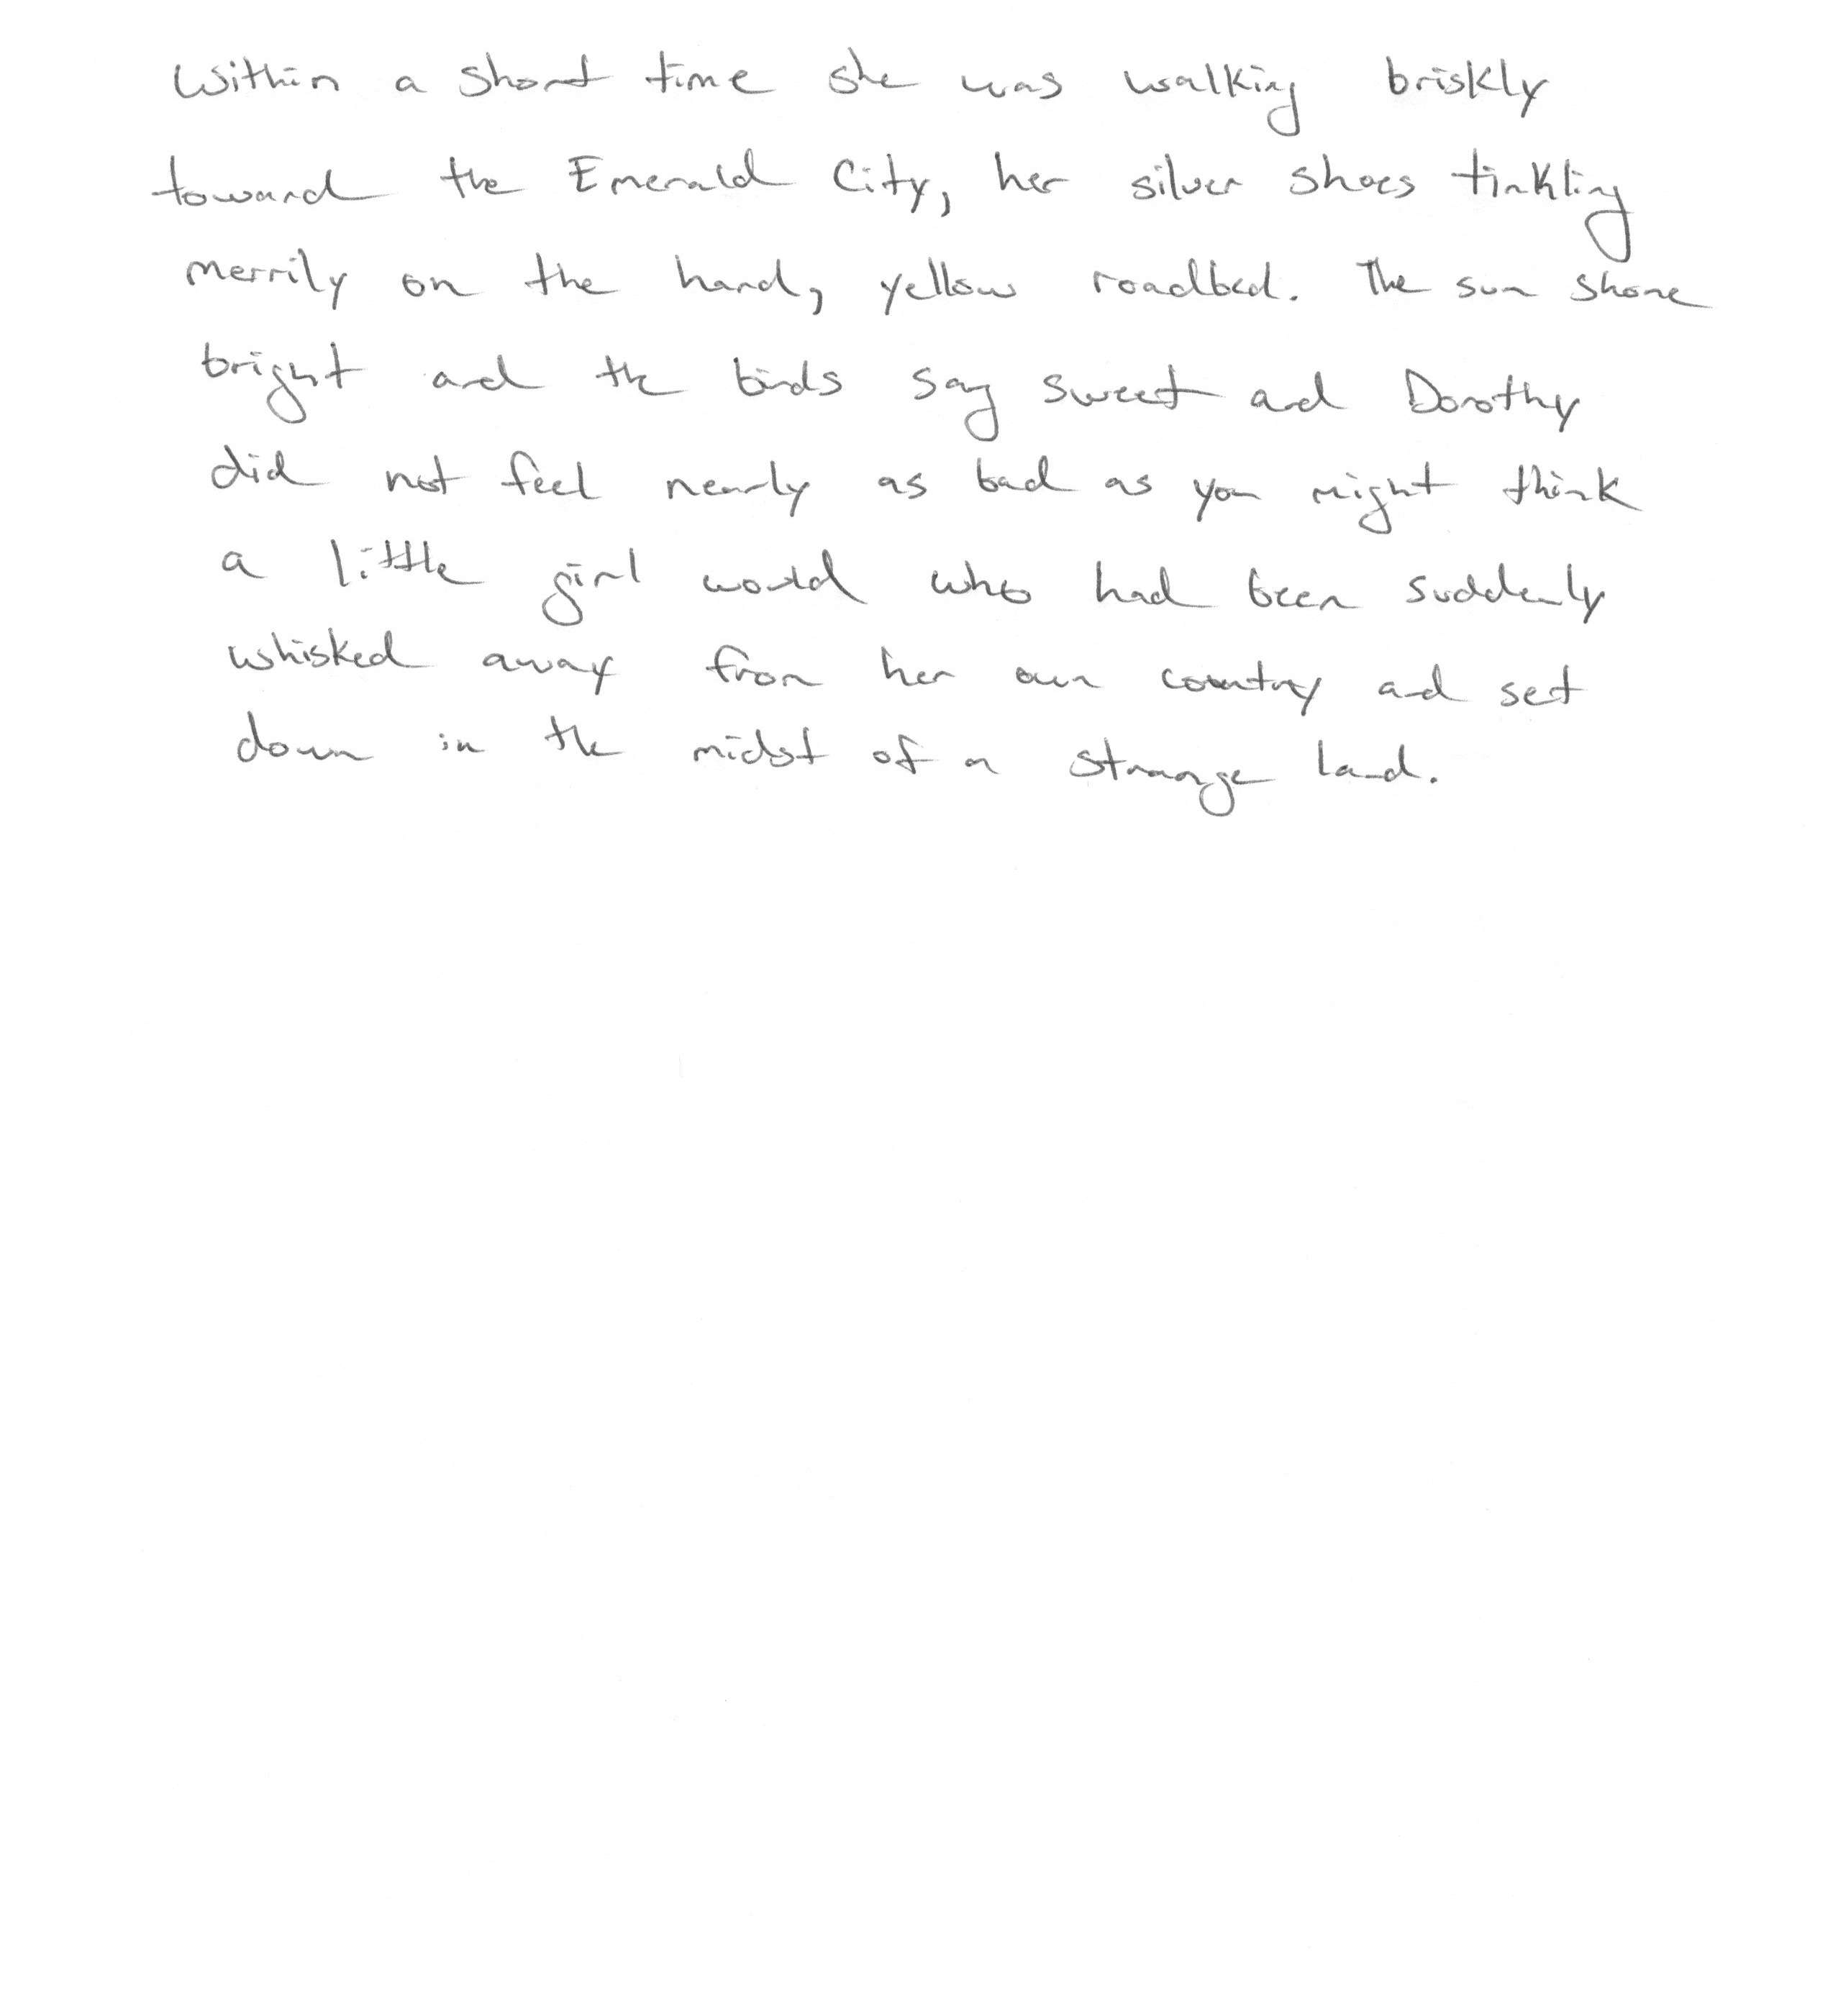 Within a short time she was walking briskly
toward the Emerald City, her silver shoes tinkling
merrily on the hard, yellow roadbed. The sun shone
bright and the birds sang sweet and Dorothy
did not feel nearly as bad as you might think
a little girl would who had been suddenly
whisked away from her own country and set
down in the midst of a strange land.